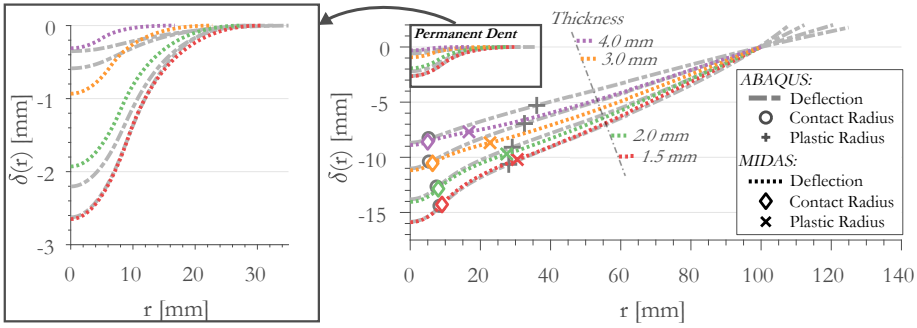 0
-1
-2
-3
δ(r) [mm]
0
10
20
30
r [mm]
Permanent Dent
Thickness
4.0 mm
3.0 mm
2.0 mm
1.5 mm
0
-5
-10
-15
δ(r) [mm]
0
20
40
60
80
100
120
140
r [mm]
ABAQUS:
Deflection
Contact Radius
Plastic Radius
MIDAS:
Deflection
Contact Radius
Plastic Radius